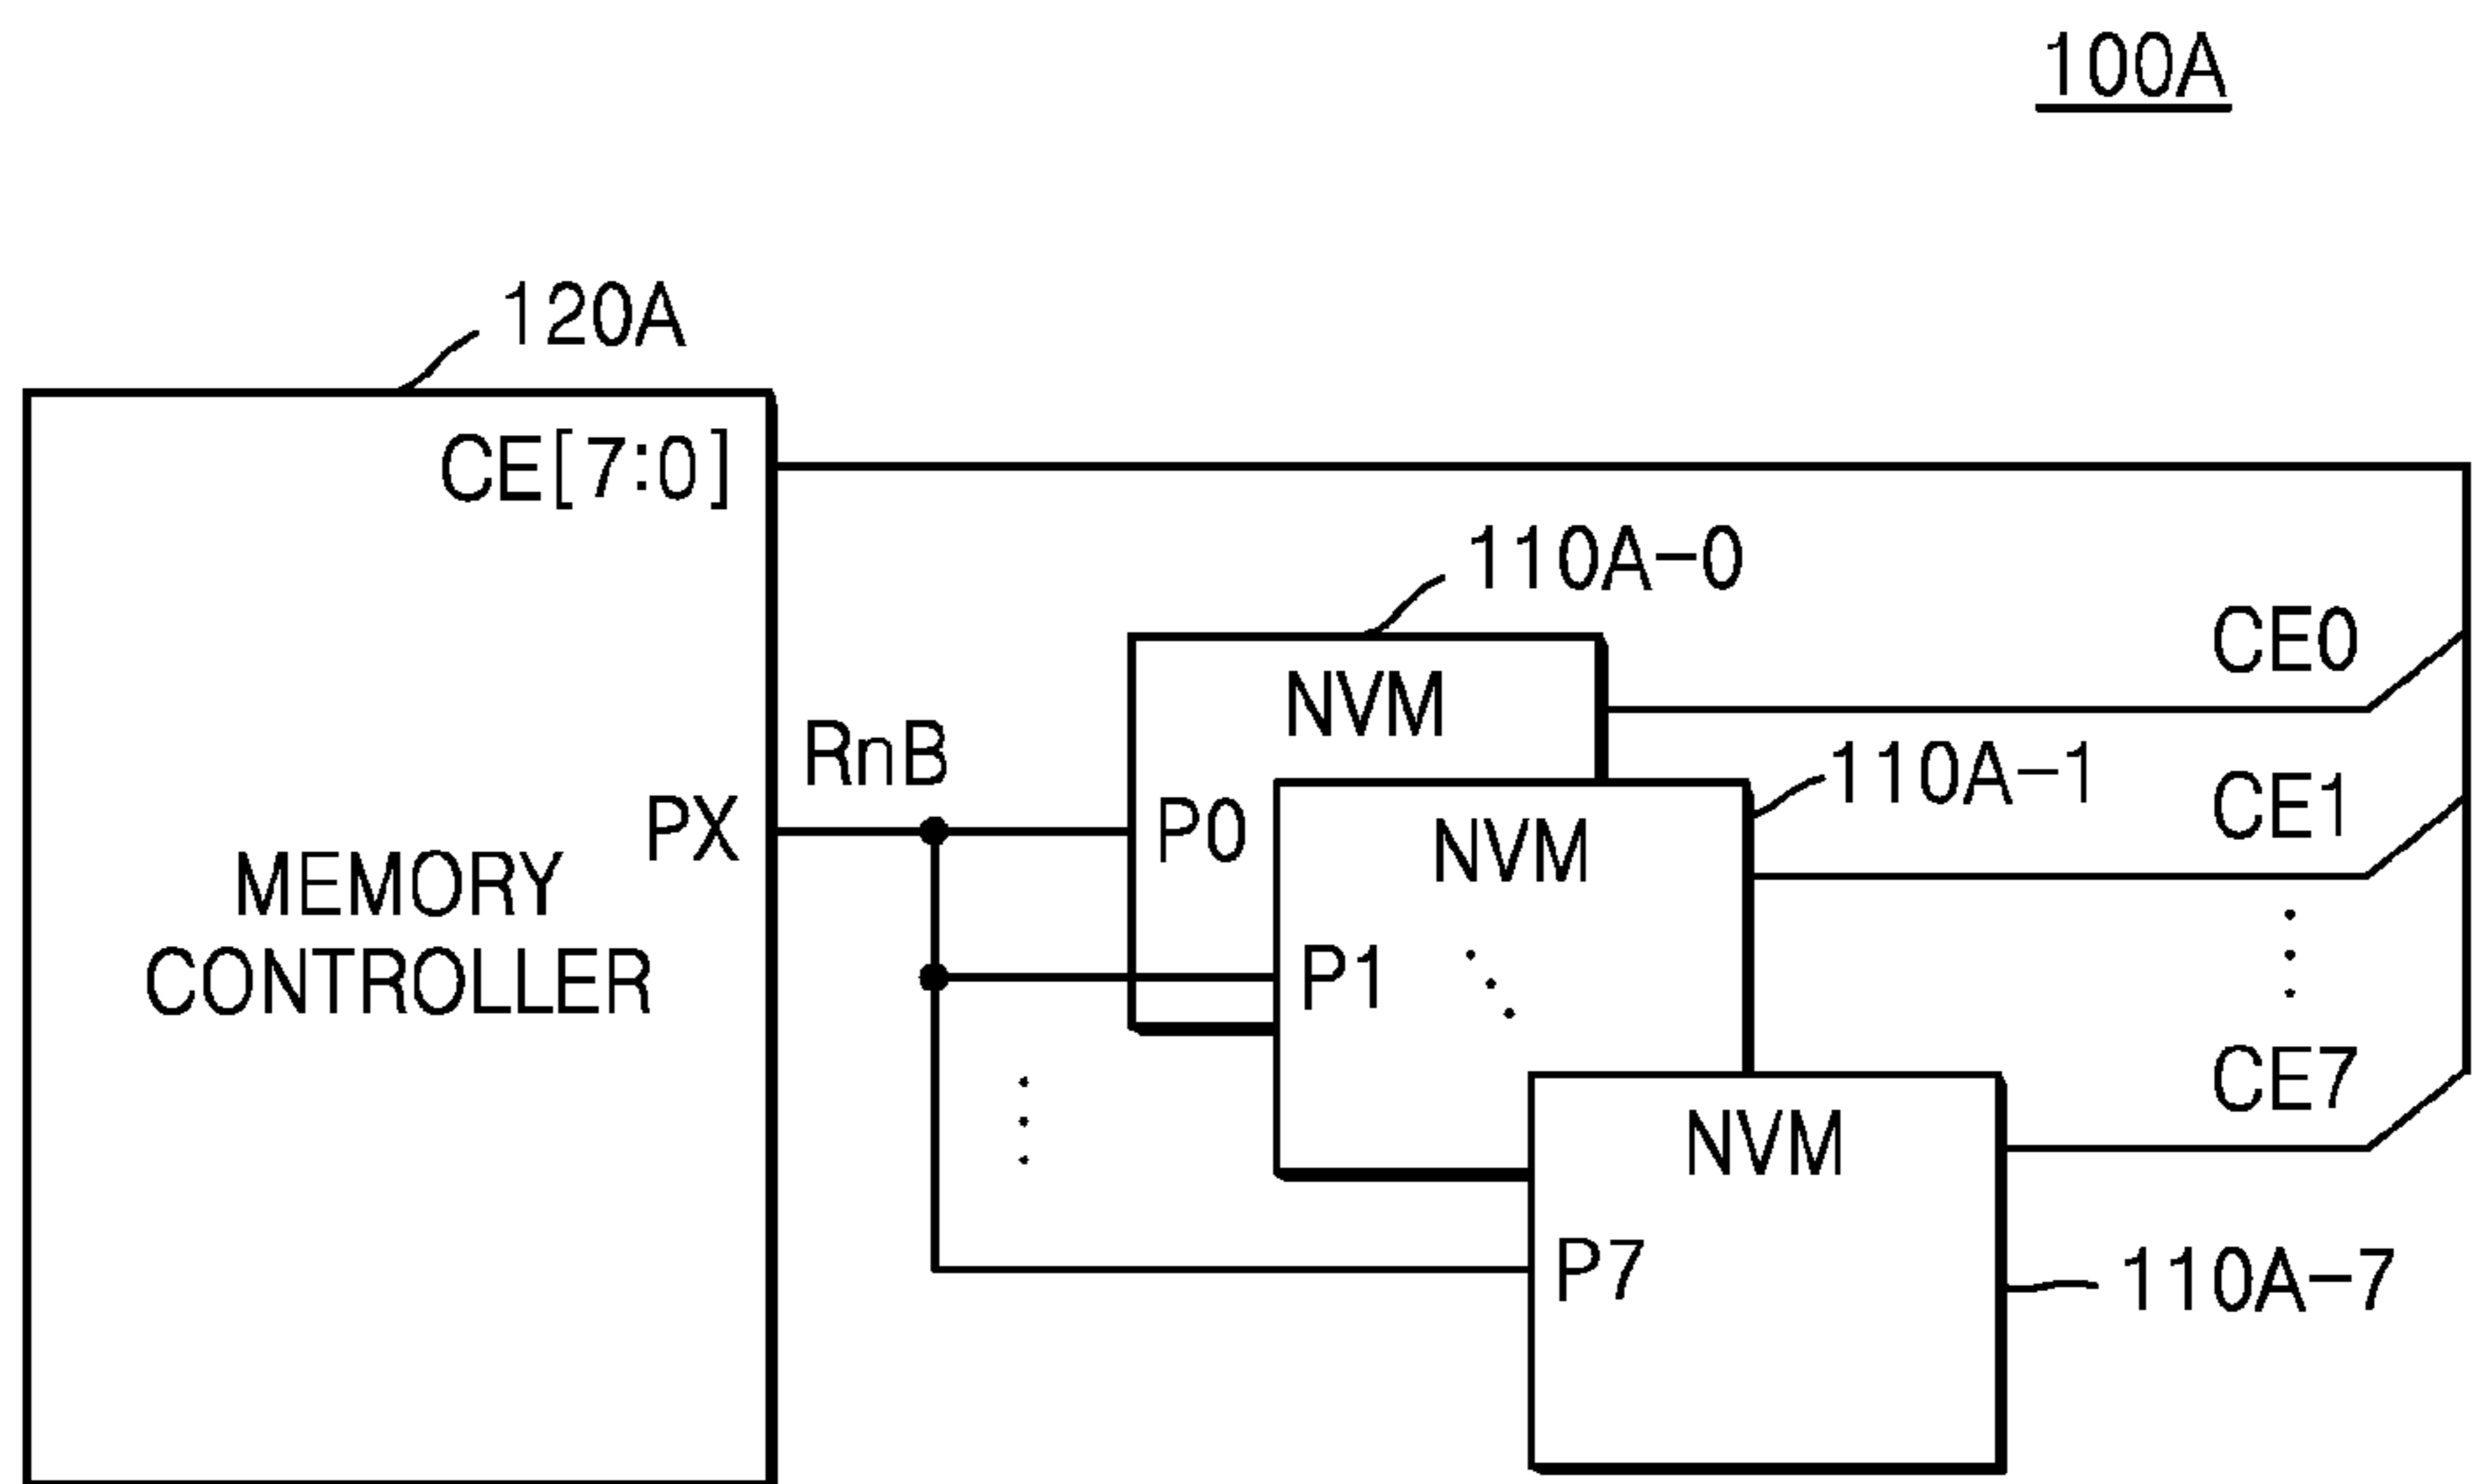 100A
120A
CE[7:0]
110A-0
CE0
NVM
RnB
110A-1
CE1
PX
P0
NVM
MEMORY
CONTROLLER
P1
CE7
NVM
P7
110A-7